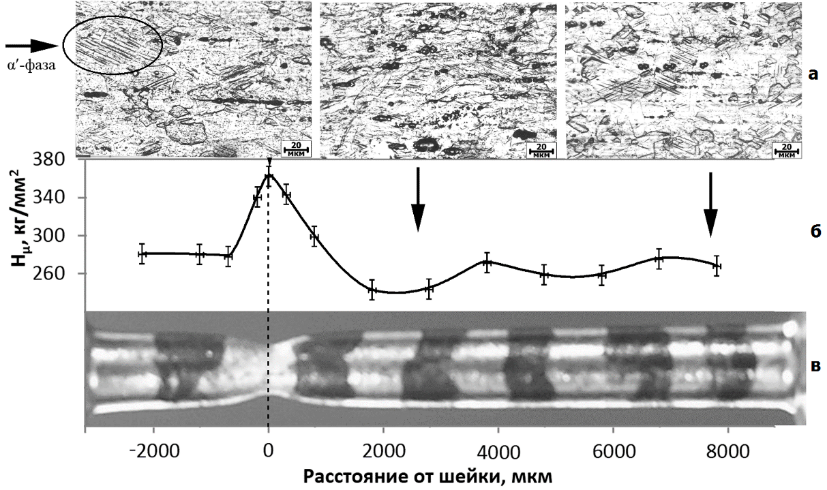 α′-фаза
20
мкм
20
мкм
20
мкм
а
380
340
300
260
Hμ, кг/мм²
б
в
-2000
0
2000
4000
6000
8000
Расстояние от шейки, мкм